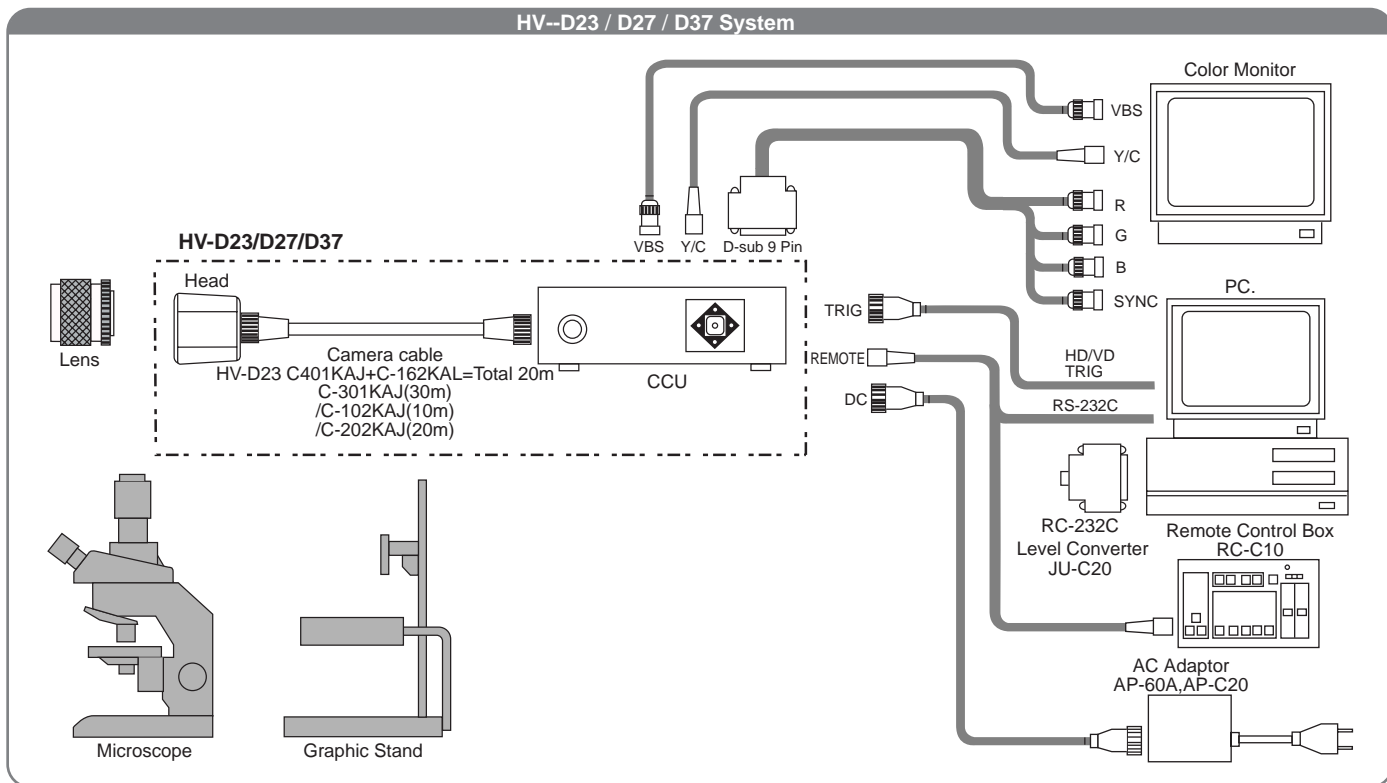 HV--D23 / D27 / D37 System
Color Monitor
VBS
Y/C
R
G
B
SYNC
VBS
Y/C
D-sub 9 Pin
HV-D23/D27/D37
Head
Lens
Camera cable
HV-D23 C401KAJ+C-162KAL=Total 20m
C-301KAJ(30m)
/C-102KAJ(10m)
/C-202KAJ(20m)
CCU
TRIG
REMOTE
DC
PC.
HD/VD
TRIG
RS-232C
RC-232C
Level Converter
JU-C20
Remote Control Box
RC-C10
AC Adaptor
AP-60A,AP-C20
Microscope
Graphic Stand